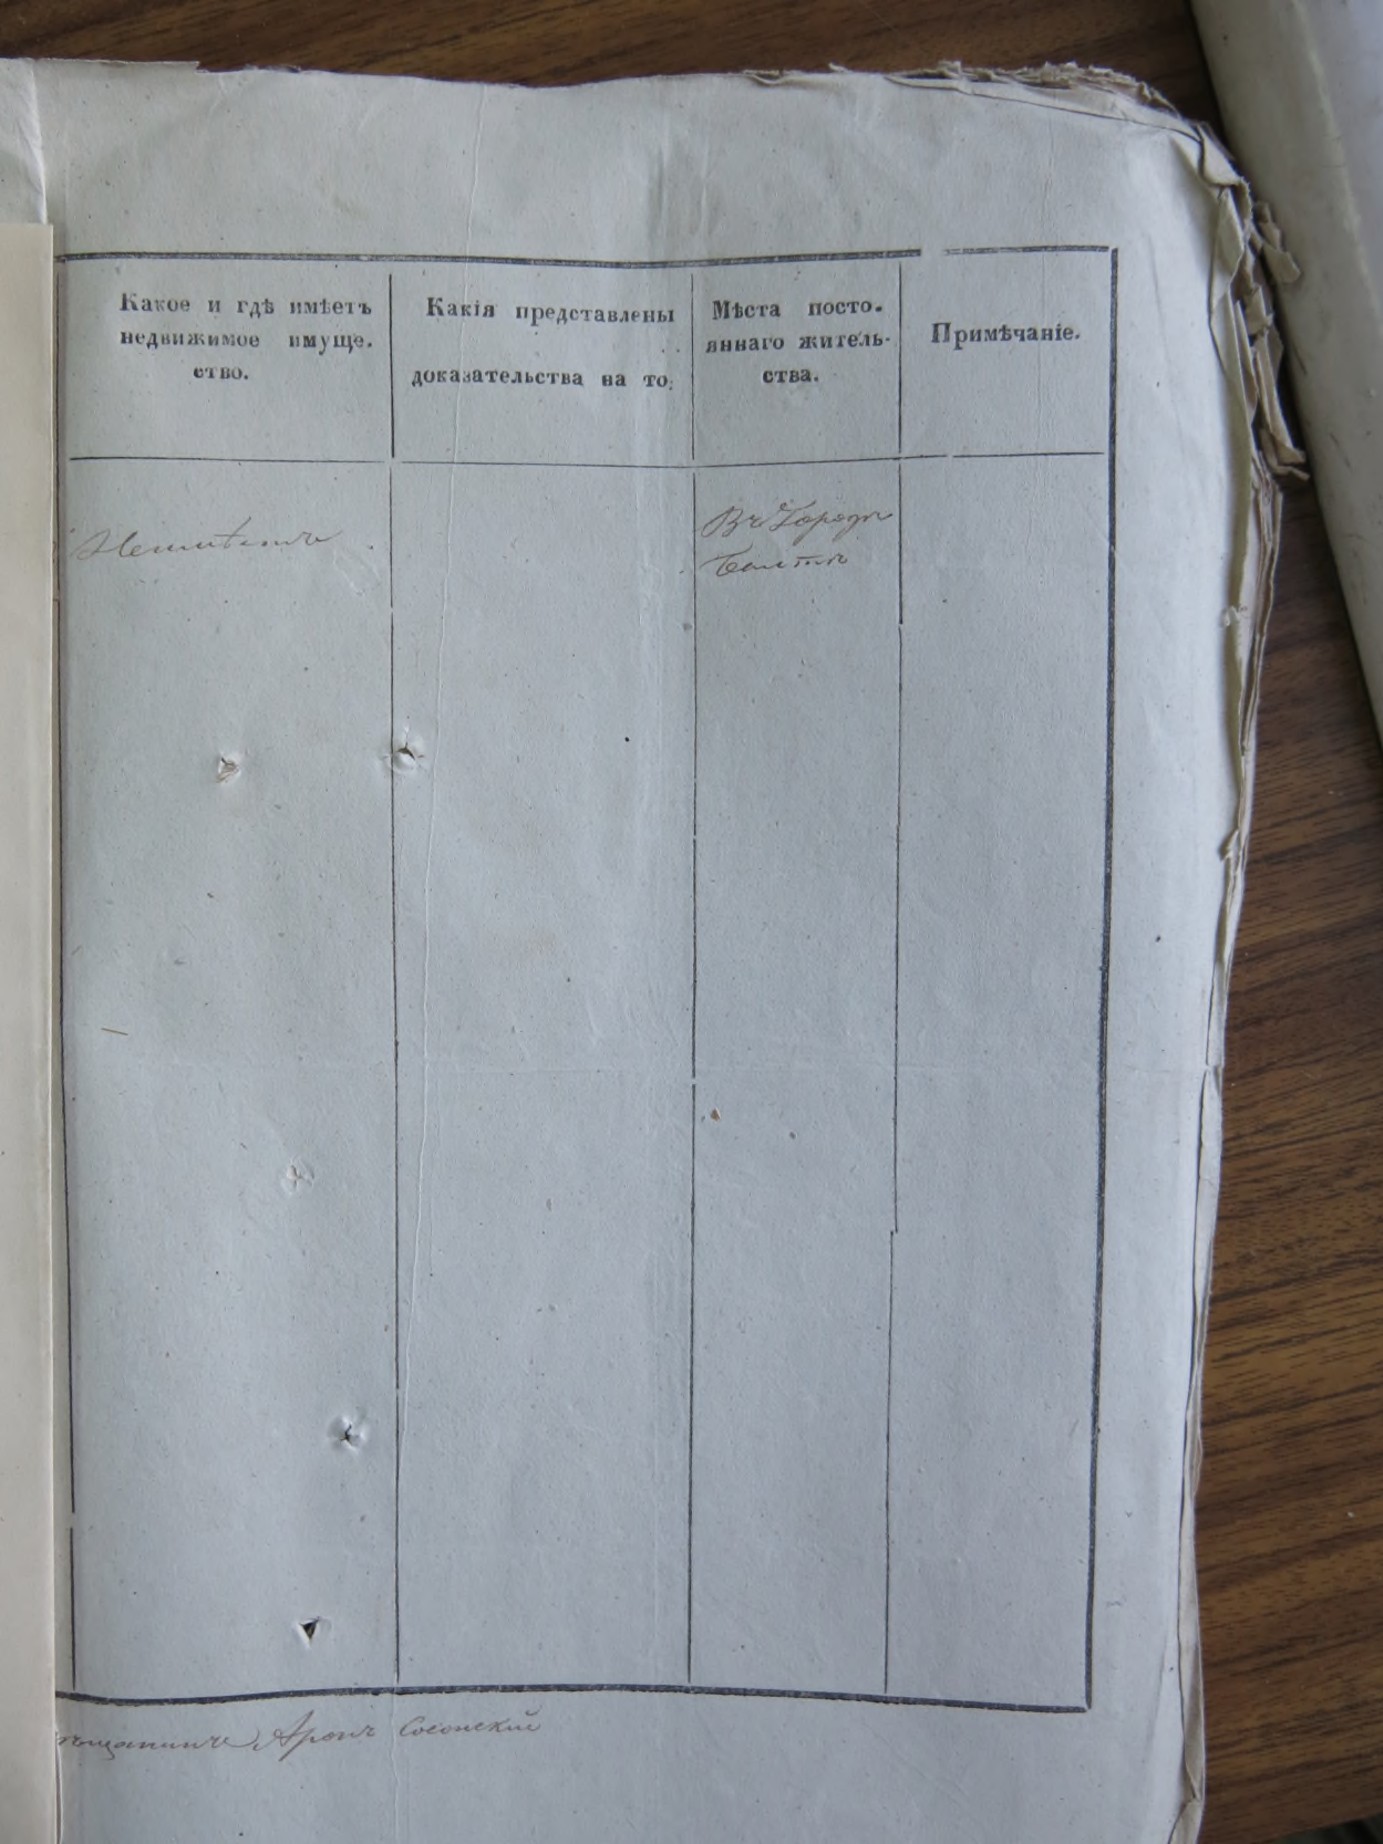 Какое и гдѣ имѣетъ
недвижимое имуще-
ство.
Какія представлены
доказательства на то.
Мѣста посто-
яннаго житель-
ства.
Примѣчаніе.
Неимѣетъ
Въ Городѣ
Балтѣ
мѣщанинъ Аронъ Сосонскій